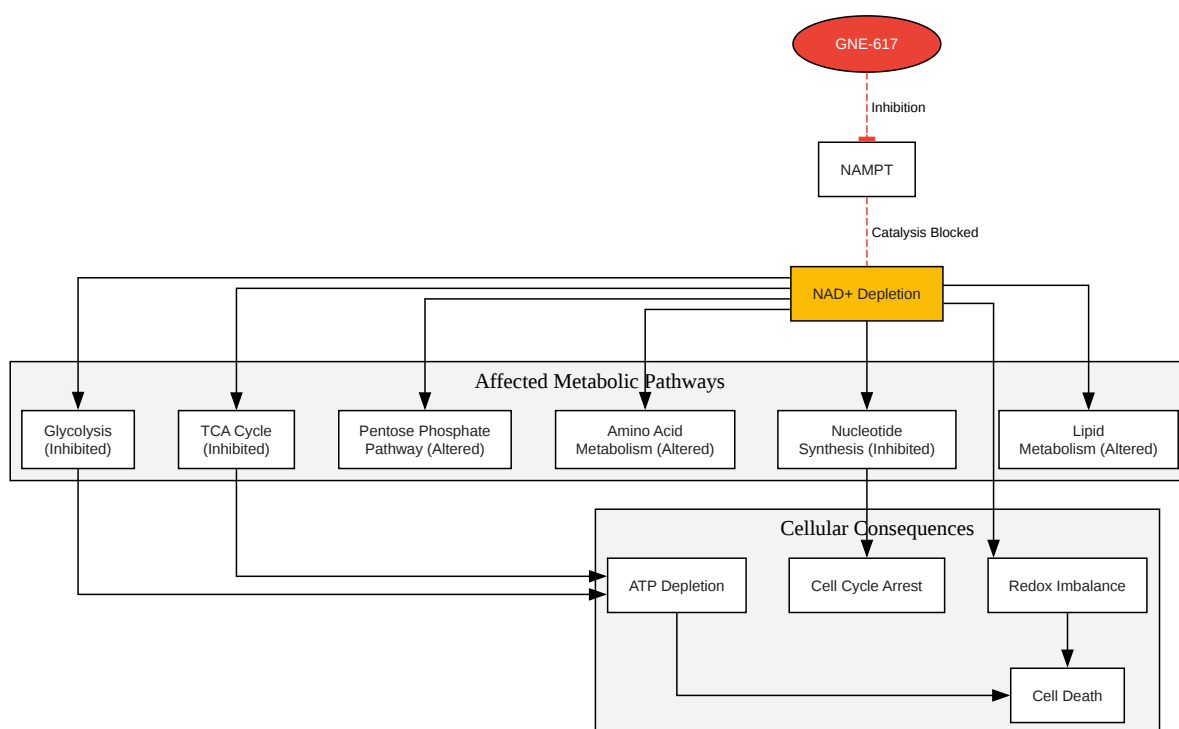 GNE-617
Inhibition
NAMPT
Catalysis Blocked
NAD+ Depletion
Affected Metabolic Pathways
Glycolysis
(Inhibited)
TCA Cycle
(Inhibited)
Pentose Phosphate
Pathway (Altered)
Amino Acid
Metabolism (Altered)
Nucleotide
Synthesis (Inhibited)
Lipid
Metabolism (Altered)
Cellular Consequences
ATP Depletion
Cell Cycle Arrest
Redox Imbalance
Cell Death